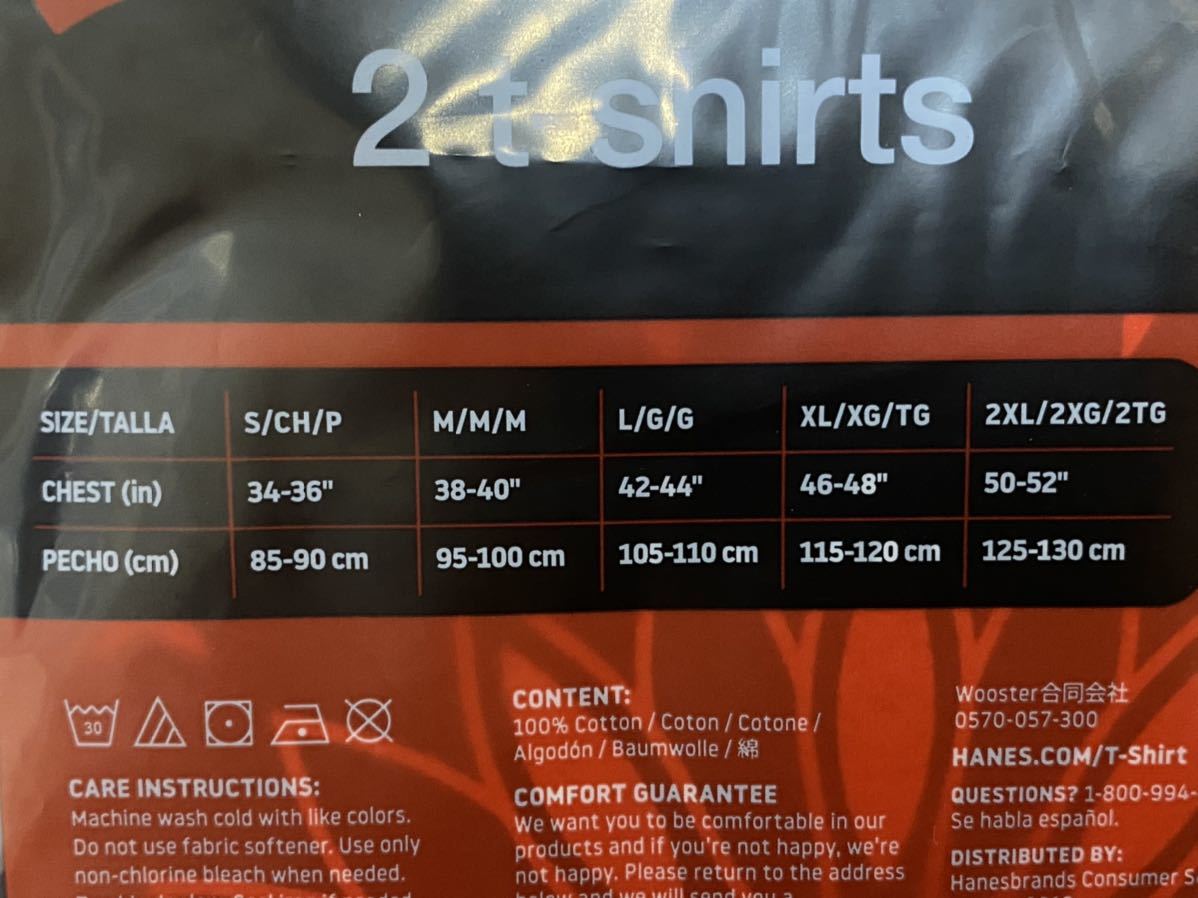 2 t-shirts
SIZE/TALLA S/CH/P M/M/M L/G/G XL/XG/TG 2XL/2XG/2TG
CHEST (in) 34-36" 38-40" 42-44" 46-48" 50-52"
PECHO (cm) 85-90 cm 95-100 cm 105-110 cm 115-120 cm 125-130 cm
30
CARE INSTRUCTIONS:
Machine wash cold with like colors.
Do not use fabric softener. Use only
non-chlorine bleach when needed.
CONTENT:
100% Cotton / Coton / Cotone /
Algodón / Baumwolle / 綿
COMFORT GUARANTEE
We want you to be comfortable in our
products and if you're not happy, we're
not happy. Please return to the address
below and we will send you a
Wooster合同会社
0570-057-300
HANES.COM/T-Shirt
QUESTIONS? 1-800-994-
Se habla español.
DISTRIBUTED BY:
Hanesbrands Consumer S